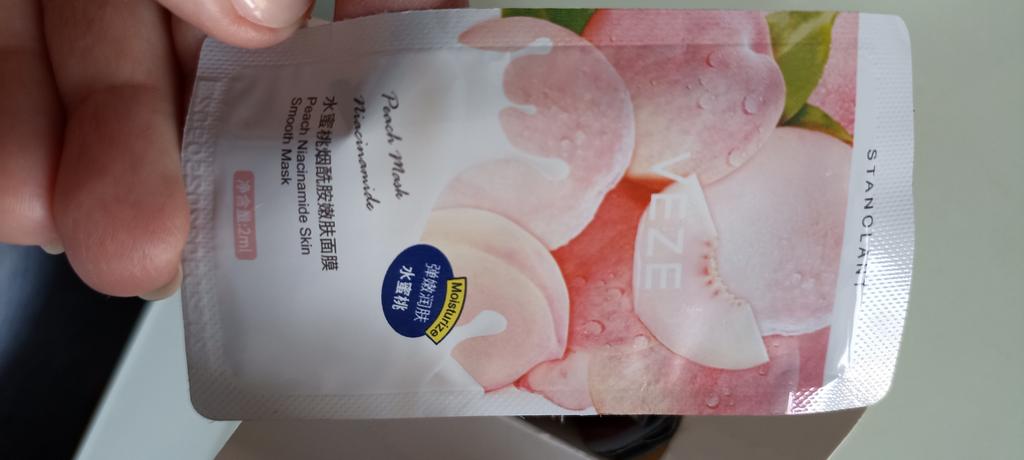 STANCLANT
VEZE
Peach Mask
Niacinamide
水蜜桃烟酰胺嫩肤面膜
Peach Niacinamide Skin
Smooth Mask
Moisturize
弹嫩润肤
水蜜桃
净含量:2ml